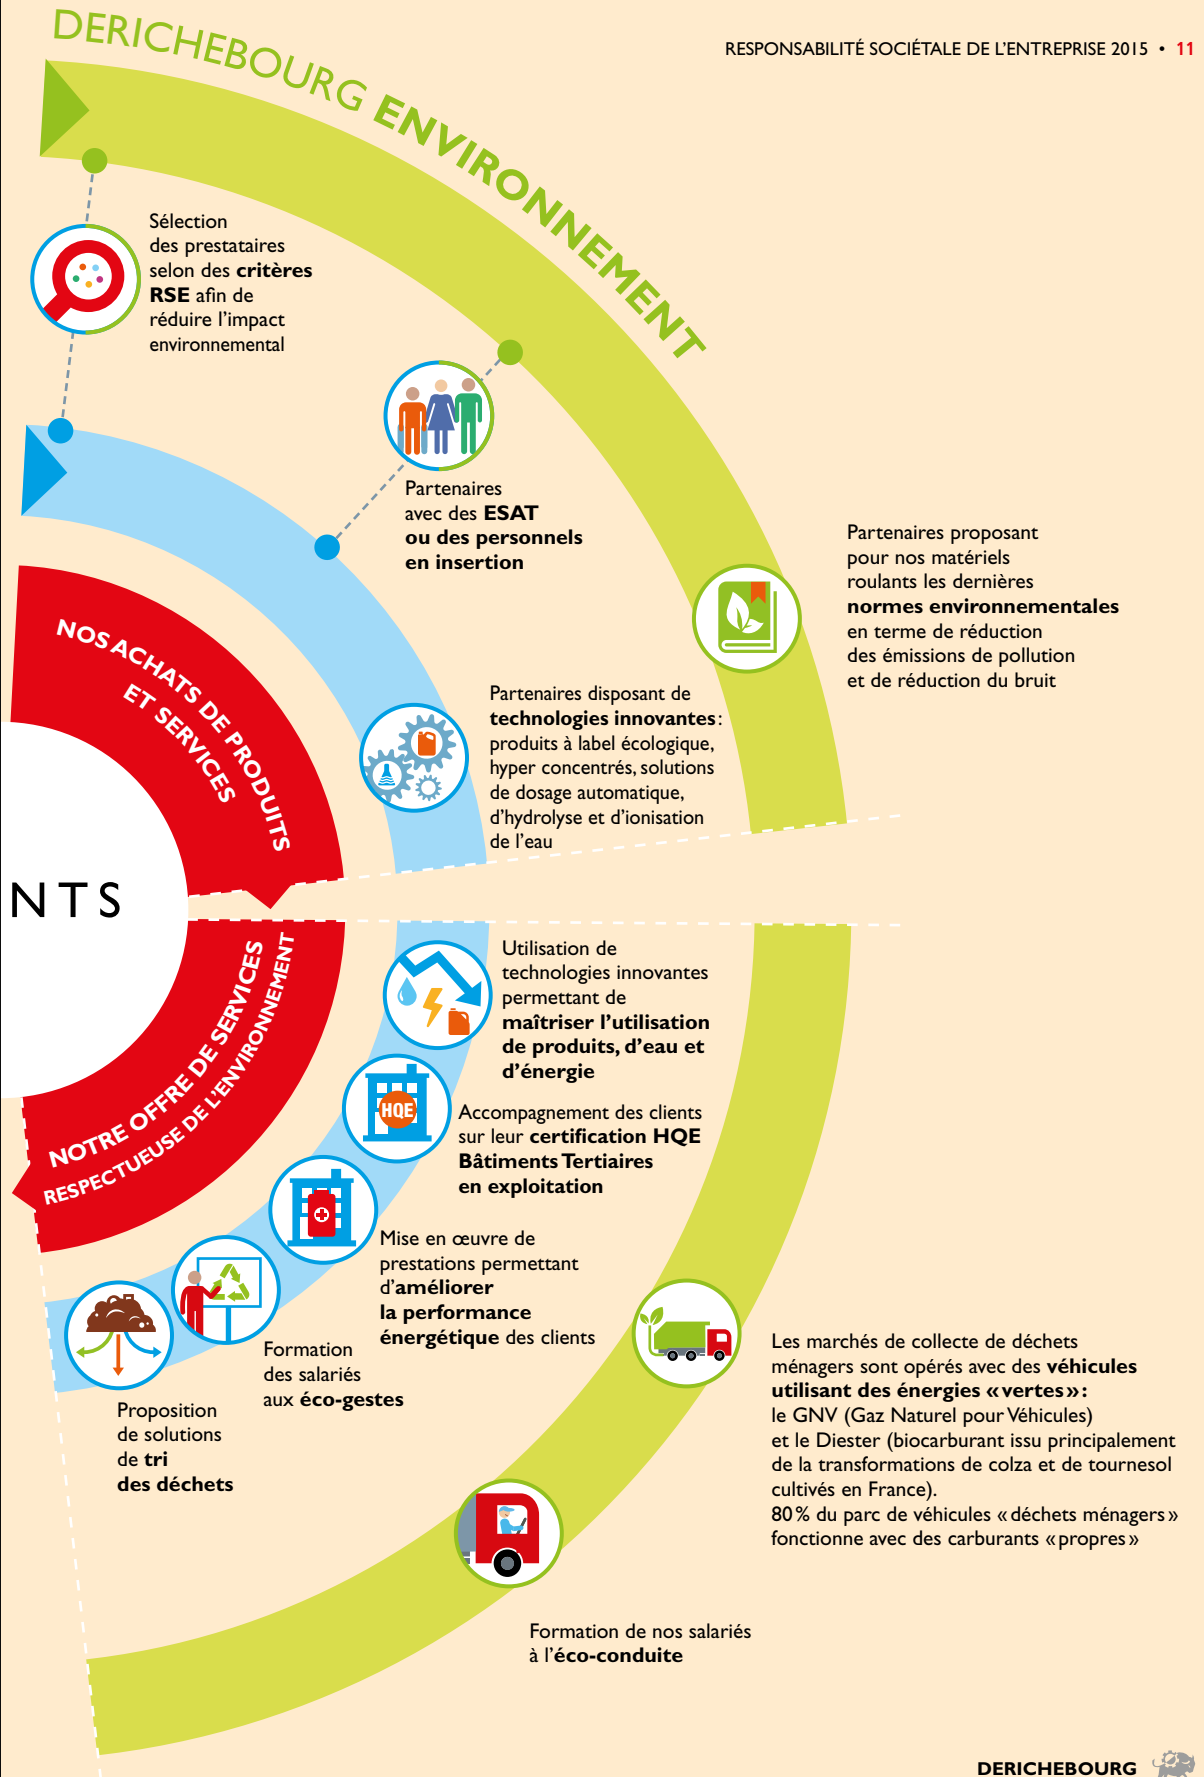 RESPONSABILITÉ SOCIÉTALE DE L'ENTREPRISE 2015 • 11
DERICHEBOURG ENVIRONNEMENT
Sélection
des prestataires
selon des critères
RSE afin de
réduire l'impact
environnemental
Partenaires
avec des ESAT
ou des personnels
en insertion
Partenaires proposant
pour nos matériels
roulants les dernières
normes environnementales
en terme de réduction
des émissions de pollution
et de réduction du bruit
NOS ACHATS DE PRODUITS
ET SERVICES
Partenaires disposant de
technologies innovantes :
produits à label écologique,
hyper concentrés, solutions
de dosage automatique,
d'hydrolyse et d'ionisation
de l'eau
NTS
NOTRE OFFRE DE SERVICES
RESPECTUEUSE DE L'ENVIRONNEMENT
Utilisation de
technologies innovantes
permettant de
maîtriser l'utilisation
de produits, d'eau et
d'énergie
HQE
Accompagnement des clients
sur leur certification HQE
Bâtiments Tertiaires
en exploitation
Mise en œuvre de
prestations permettant
d'améliorer
la performance
énergétique des clients
Formation
des salariés
aux éco-gestes
Proposition
de solutions
de tri
des déchets
Les marchés de collecte de déchets
ménagers sont opérés avec des véhicules
utilisant des énergies « vertes » :
le GNV (Gaz Naturel pour Véhicules)
et le Diester (biocarburant issu principalement
de la transformations de colza et de tournesol
cultivés en France).
80 % du parc de véhicules « déchets ménagers »
fonctionne avec des carburants « propres »
Formation de nos salariés
à l'éco-conduite
DERICHEBOURG